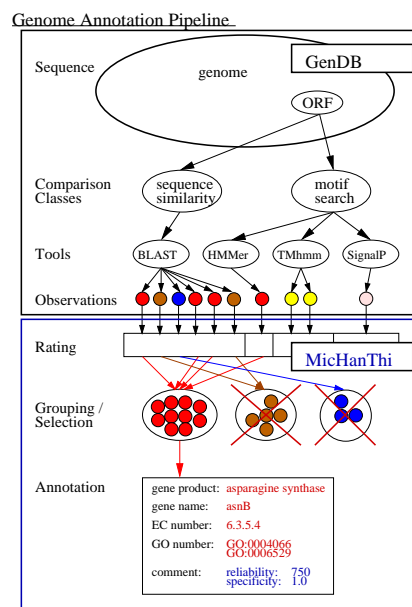 Genome Annotation Pipeline
Sequence
genome
GenDB
ORF
Comparison
Classes
sequence
similarity
motif
search
Tools
BLAST
HMMer
TMhmm
SignalP
Observations
Rating
MicHanThi
Grouping /
Selection
Annotation
gene product: asparagine synthase
gene name: asnB
EC number: 6.3.5.4
GO number: GO:0004066
GO:0006529
comment: reliability: 750
specificity: 1.0